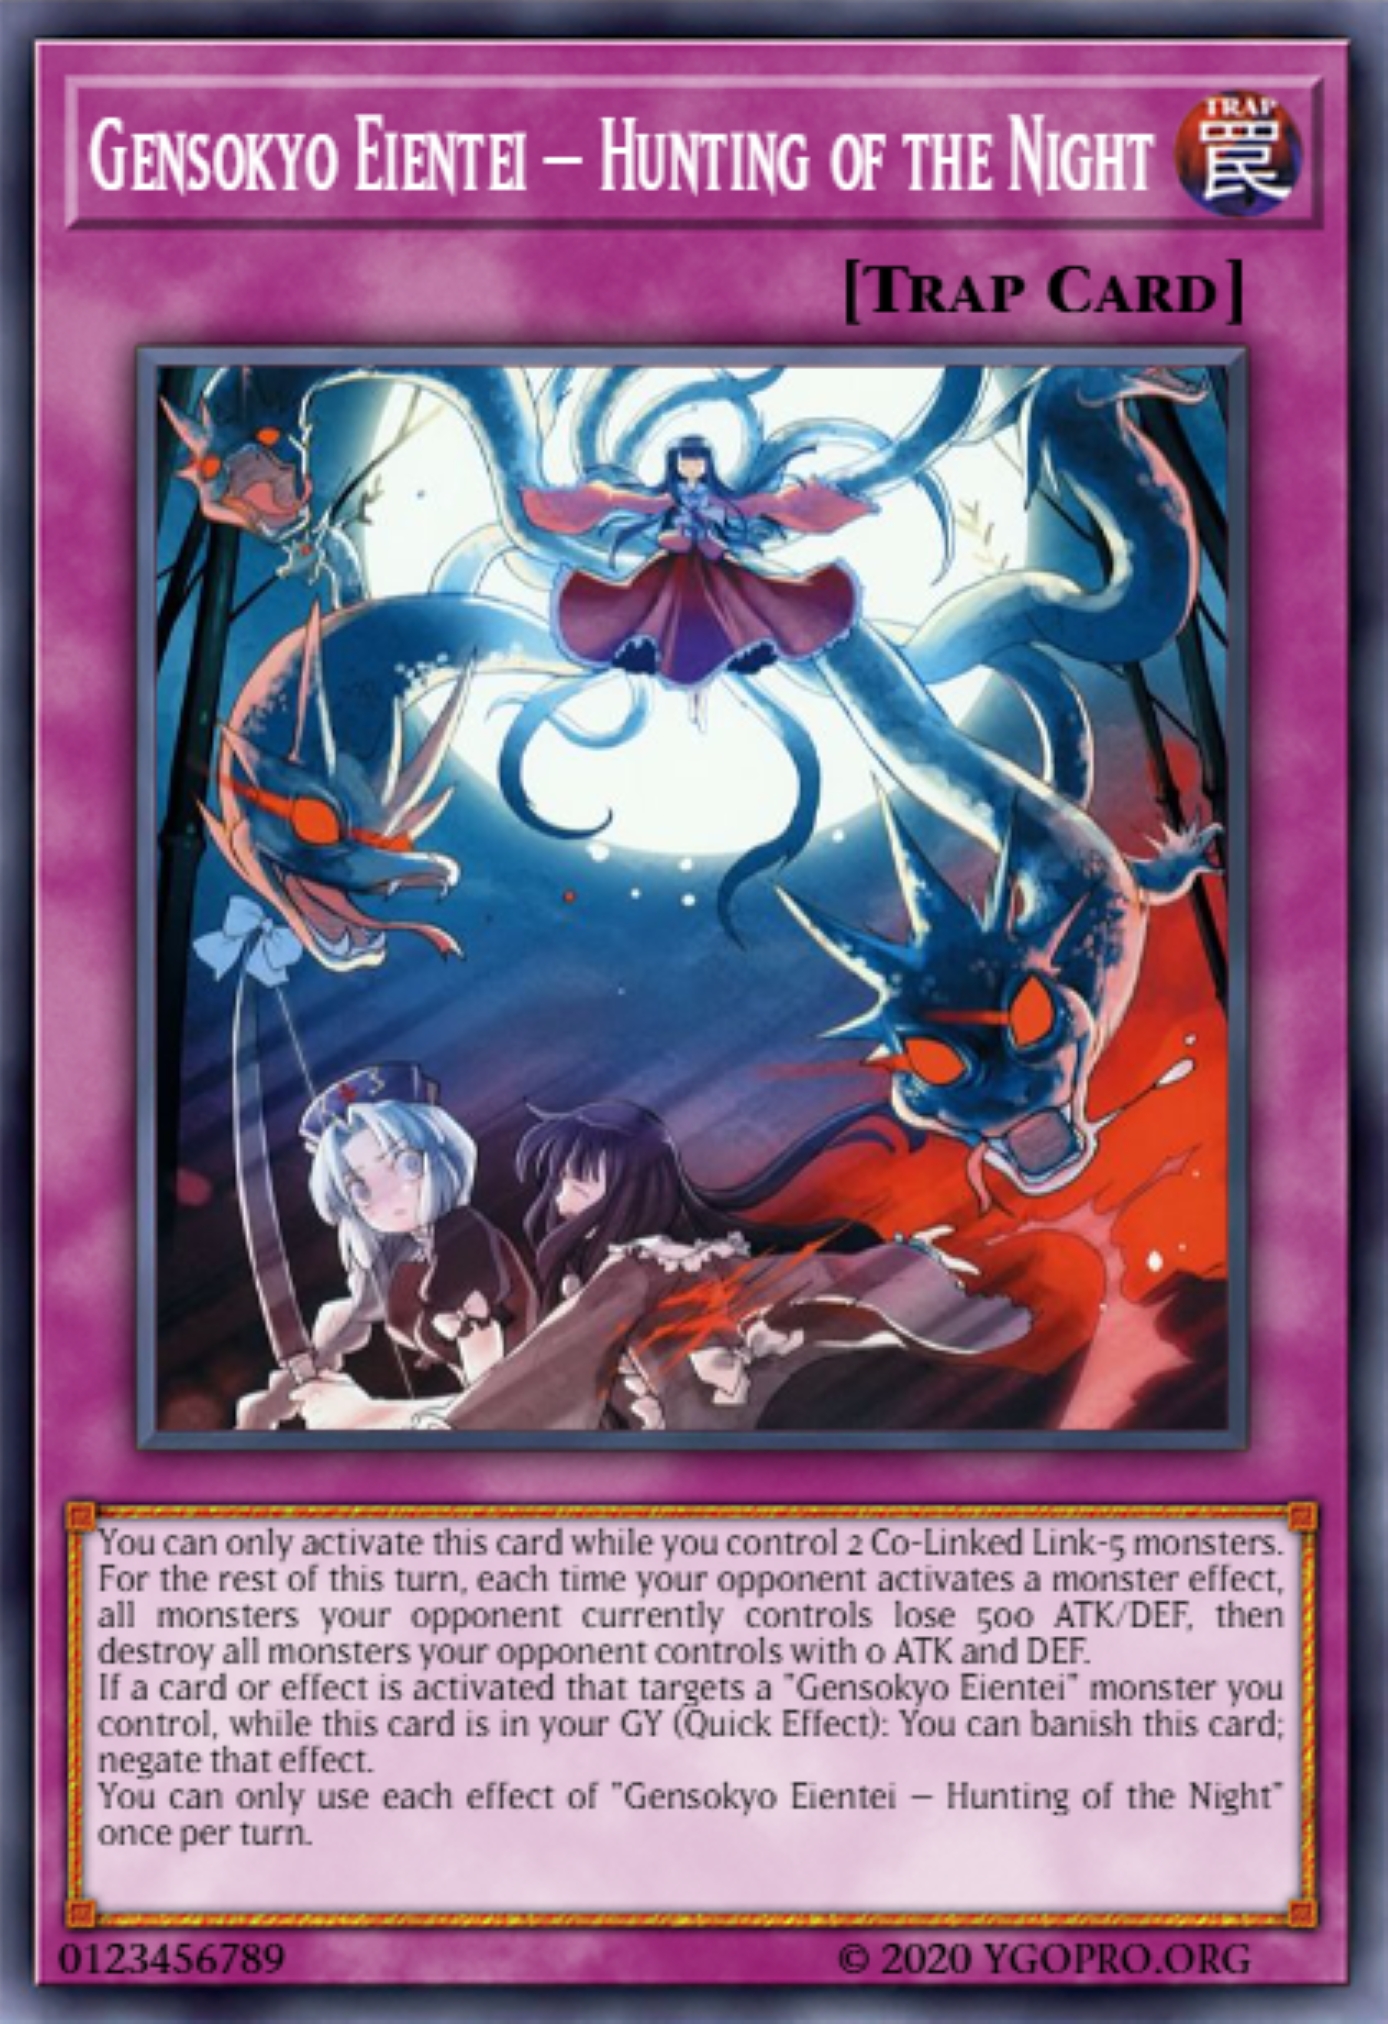 Gensokyo Eientei – Hunting of the Night
TRAP
罠
[Trap Card]
You can only activate this card while you control 2 Co-Linked Link-5 monsters.
For the rest of this turn, each time your opponent activates a monster effect,
all monsters your opponent currently controls lose 500 ATK/DEF, then
destroy all monsters your opponent controls with 0 ATK and DEF.
If a card or effect is activated that targets a "Gensokyo Eientei" monster you
control, while this card is in your GY (Quick Effect): You can banish this card;
negate that effect.
You can only use each effect of "Gensokyo Eientei – Hunting of the Night"
once per turn.
0123456789
© 2020 YGOPRO.ORG